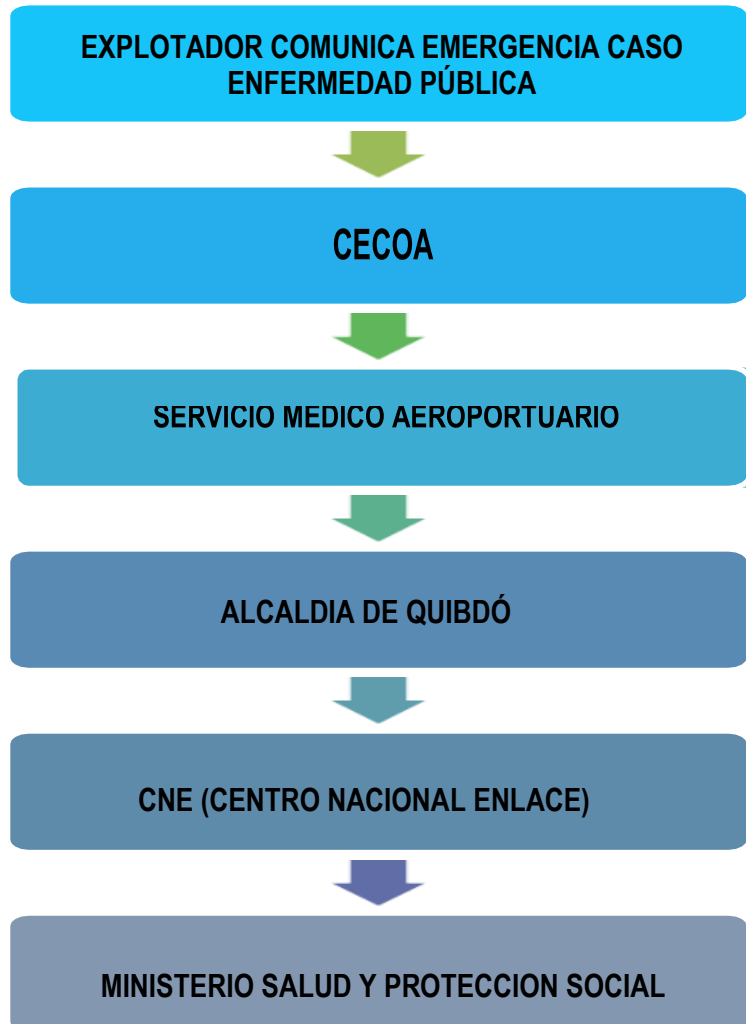 EXPLOTADOR COMUNICA EMERGENCIA CASO
ENFERMEDAD PÚBLICA
CECOA
SERVICIO MEDICO AEROPORTUARIO
ALCALDIA DE QUIBDÓ
CNE (CENTRO NACIONAL ENLACE)
MINISTERIO SALUD Y PROTECCION SOCIAL